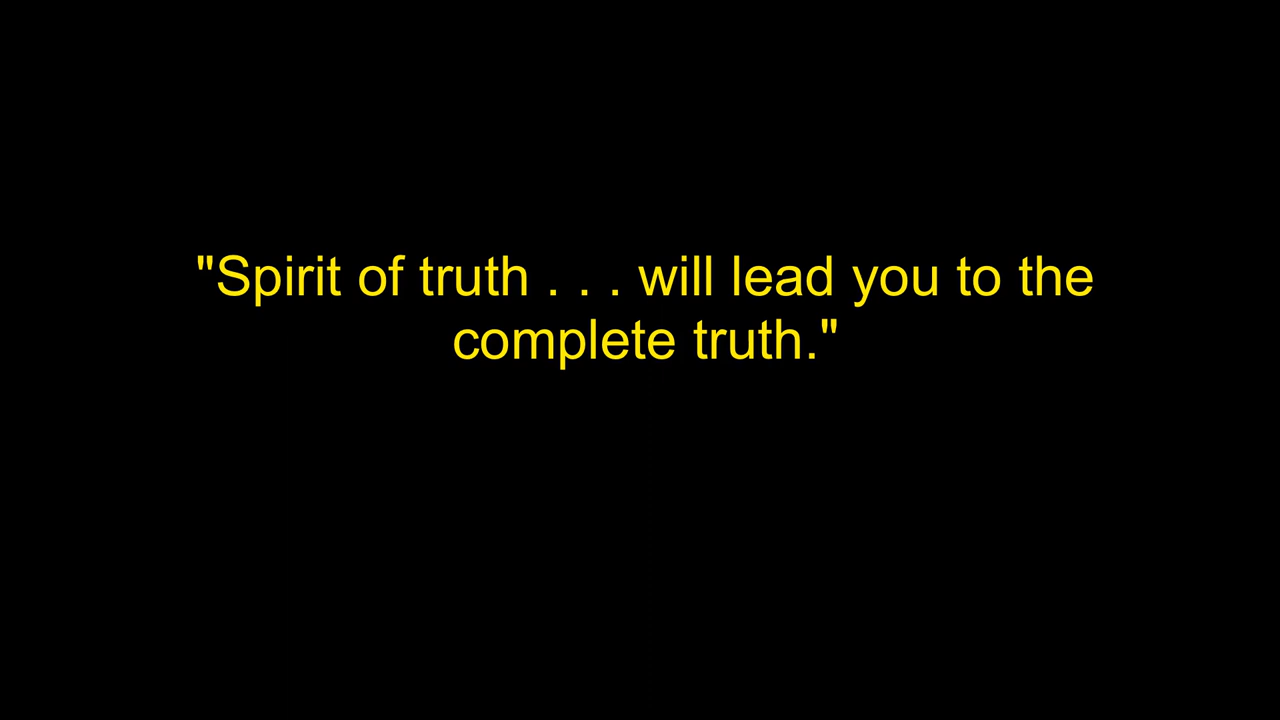 "Spirit of truth . . . will lead you to the
complete truth."